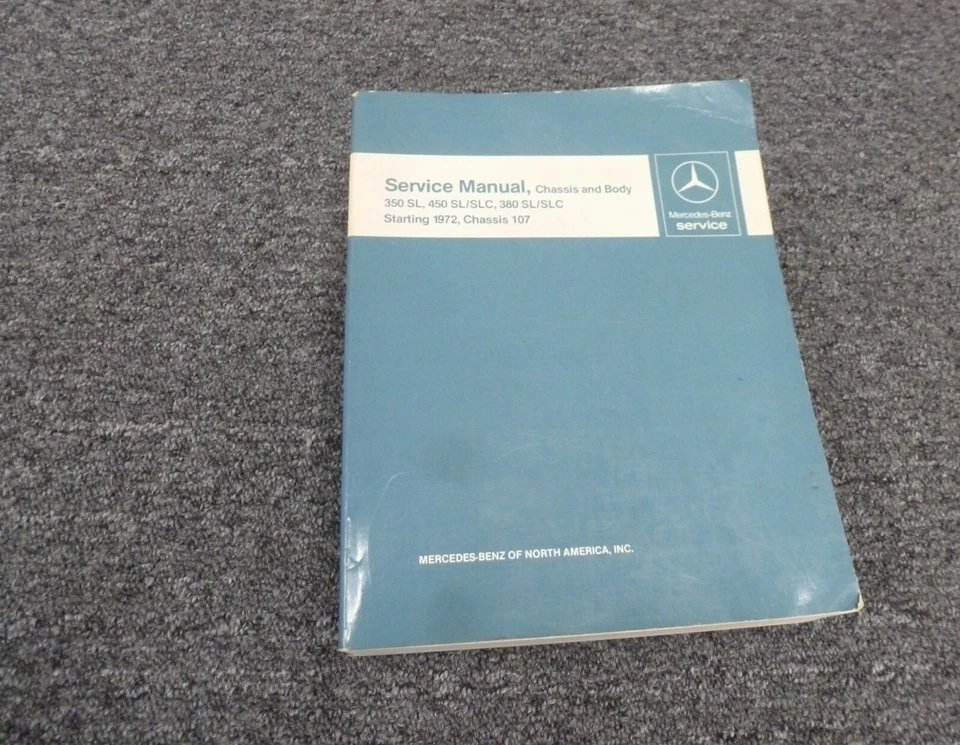 Service Manual, Chassis and Body
350 SL, 450 SL/SLC, 380 SL/SLC
Starting 1972, Chassis 107
Mercedes-Benz
service
MERCEDES-BENZ OF NORTH AMERICA, INC.